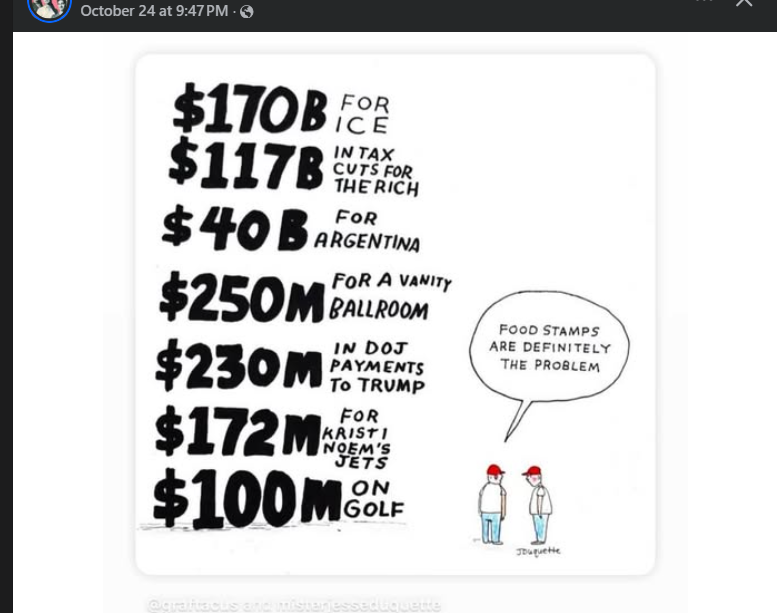 October 24 at 9:47 PM ·
$170B FOR
ICE
$117B IN TAX
CUTS FOR
THE RICH
$40B FOR
ARGENTINA
$250M FOR A VANITY
BALLROOM
$230M IN DOJ
PAYMENTS
TO TRUMP
$172M FOR
KRISTI
NOEM'S
JETS
$100M ON
GOLF
FOOD STAMPS
ARE DEFINITELY
THE PROBLEM
JDuquette
@graftacus and misterjesseduquette